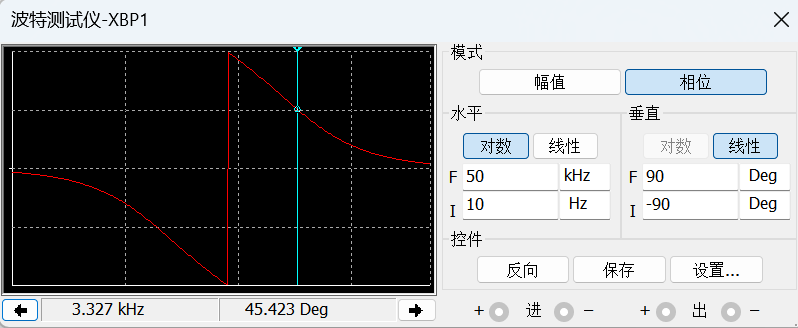 波特测试仪-XBP1
模式
幅值 相位
水平 垂直
对数 线性 对数 线性
F 50 kHz F 90 Deg
I 10 Hz I -90 Deg
控件
反向 保存 设置...
3.327 kHz 45.423 Deg
+ 进 − + 出 −